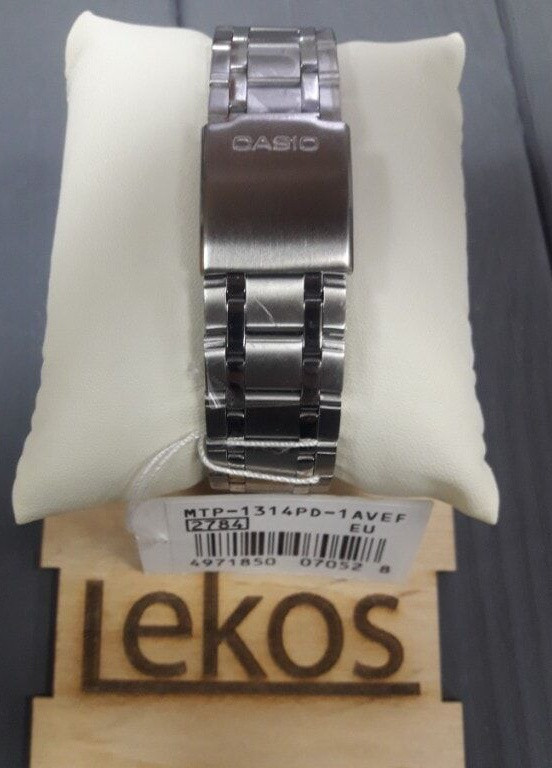 CASIO
MTP-1314PD-1AVEF
2784 EU
4971850 07052 8
Lekos